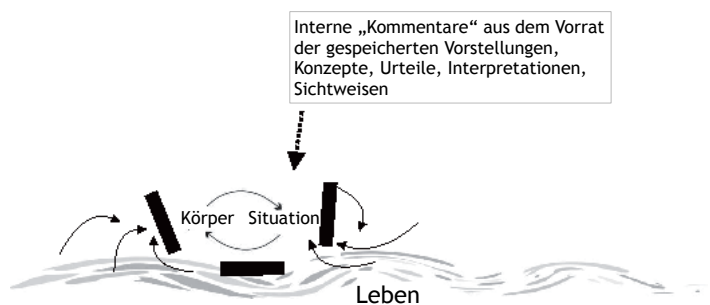 Interne „Kommentare“ aus dem Vorrat
der gespeicherten Vorstellungen,
Konzepte, Urteile, Interpretationen,
Sichtweisen
Körper Situation
Leben